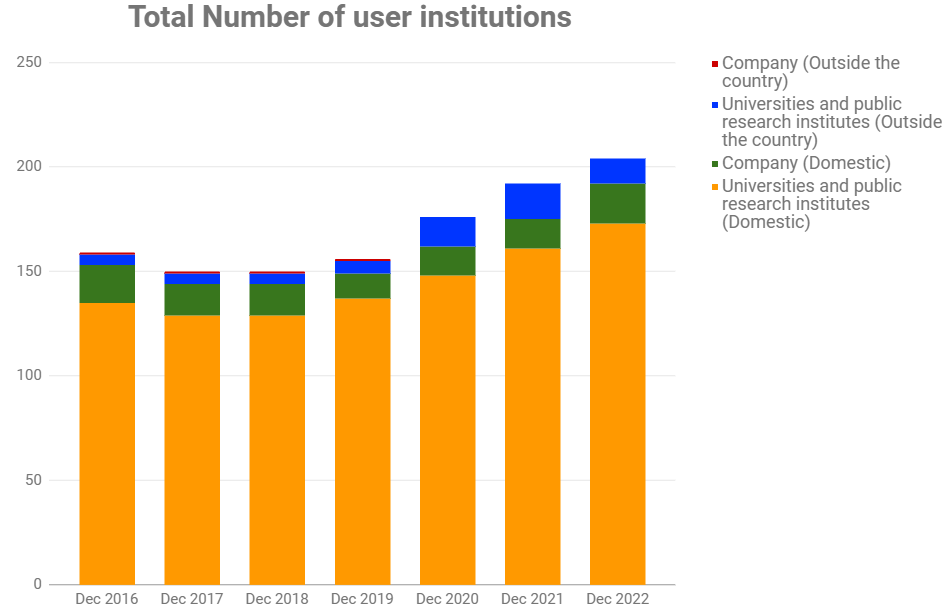 Total Number of user institutions
250
200
150
100
50
0
Dec 2016
Dec 2017
Dec 2018
Dec 2019
Dec 2020
Dec 2021
Dec 2022
Company (Outside the
country)
Universities and public
research institutes (Outside
the country)
Company (Domestic)
Universities and public
research institutes
(Domestic)